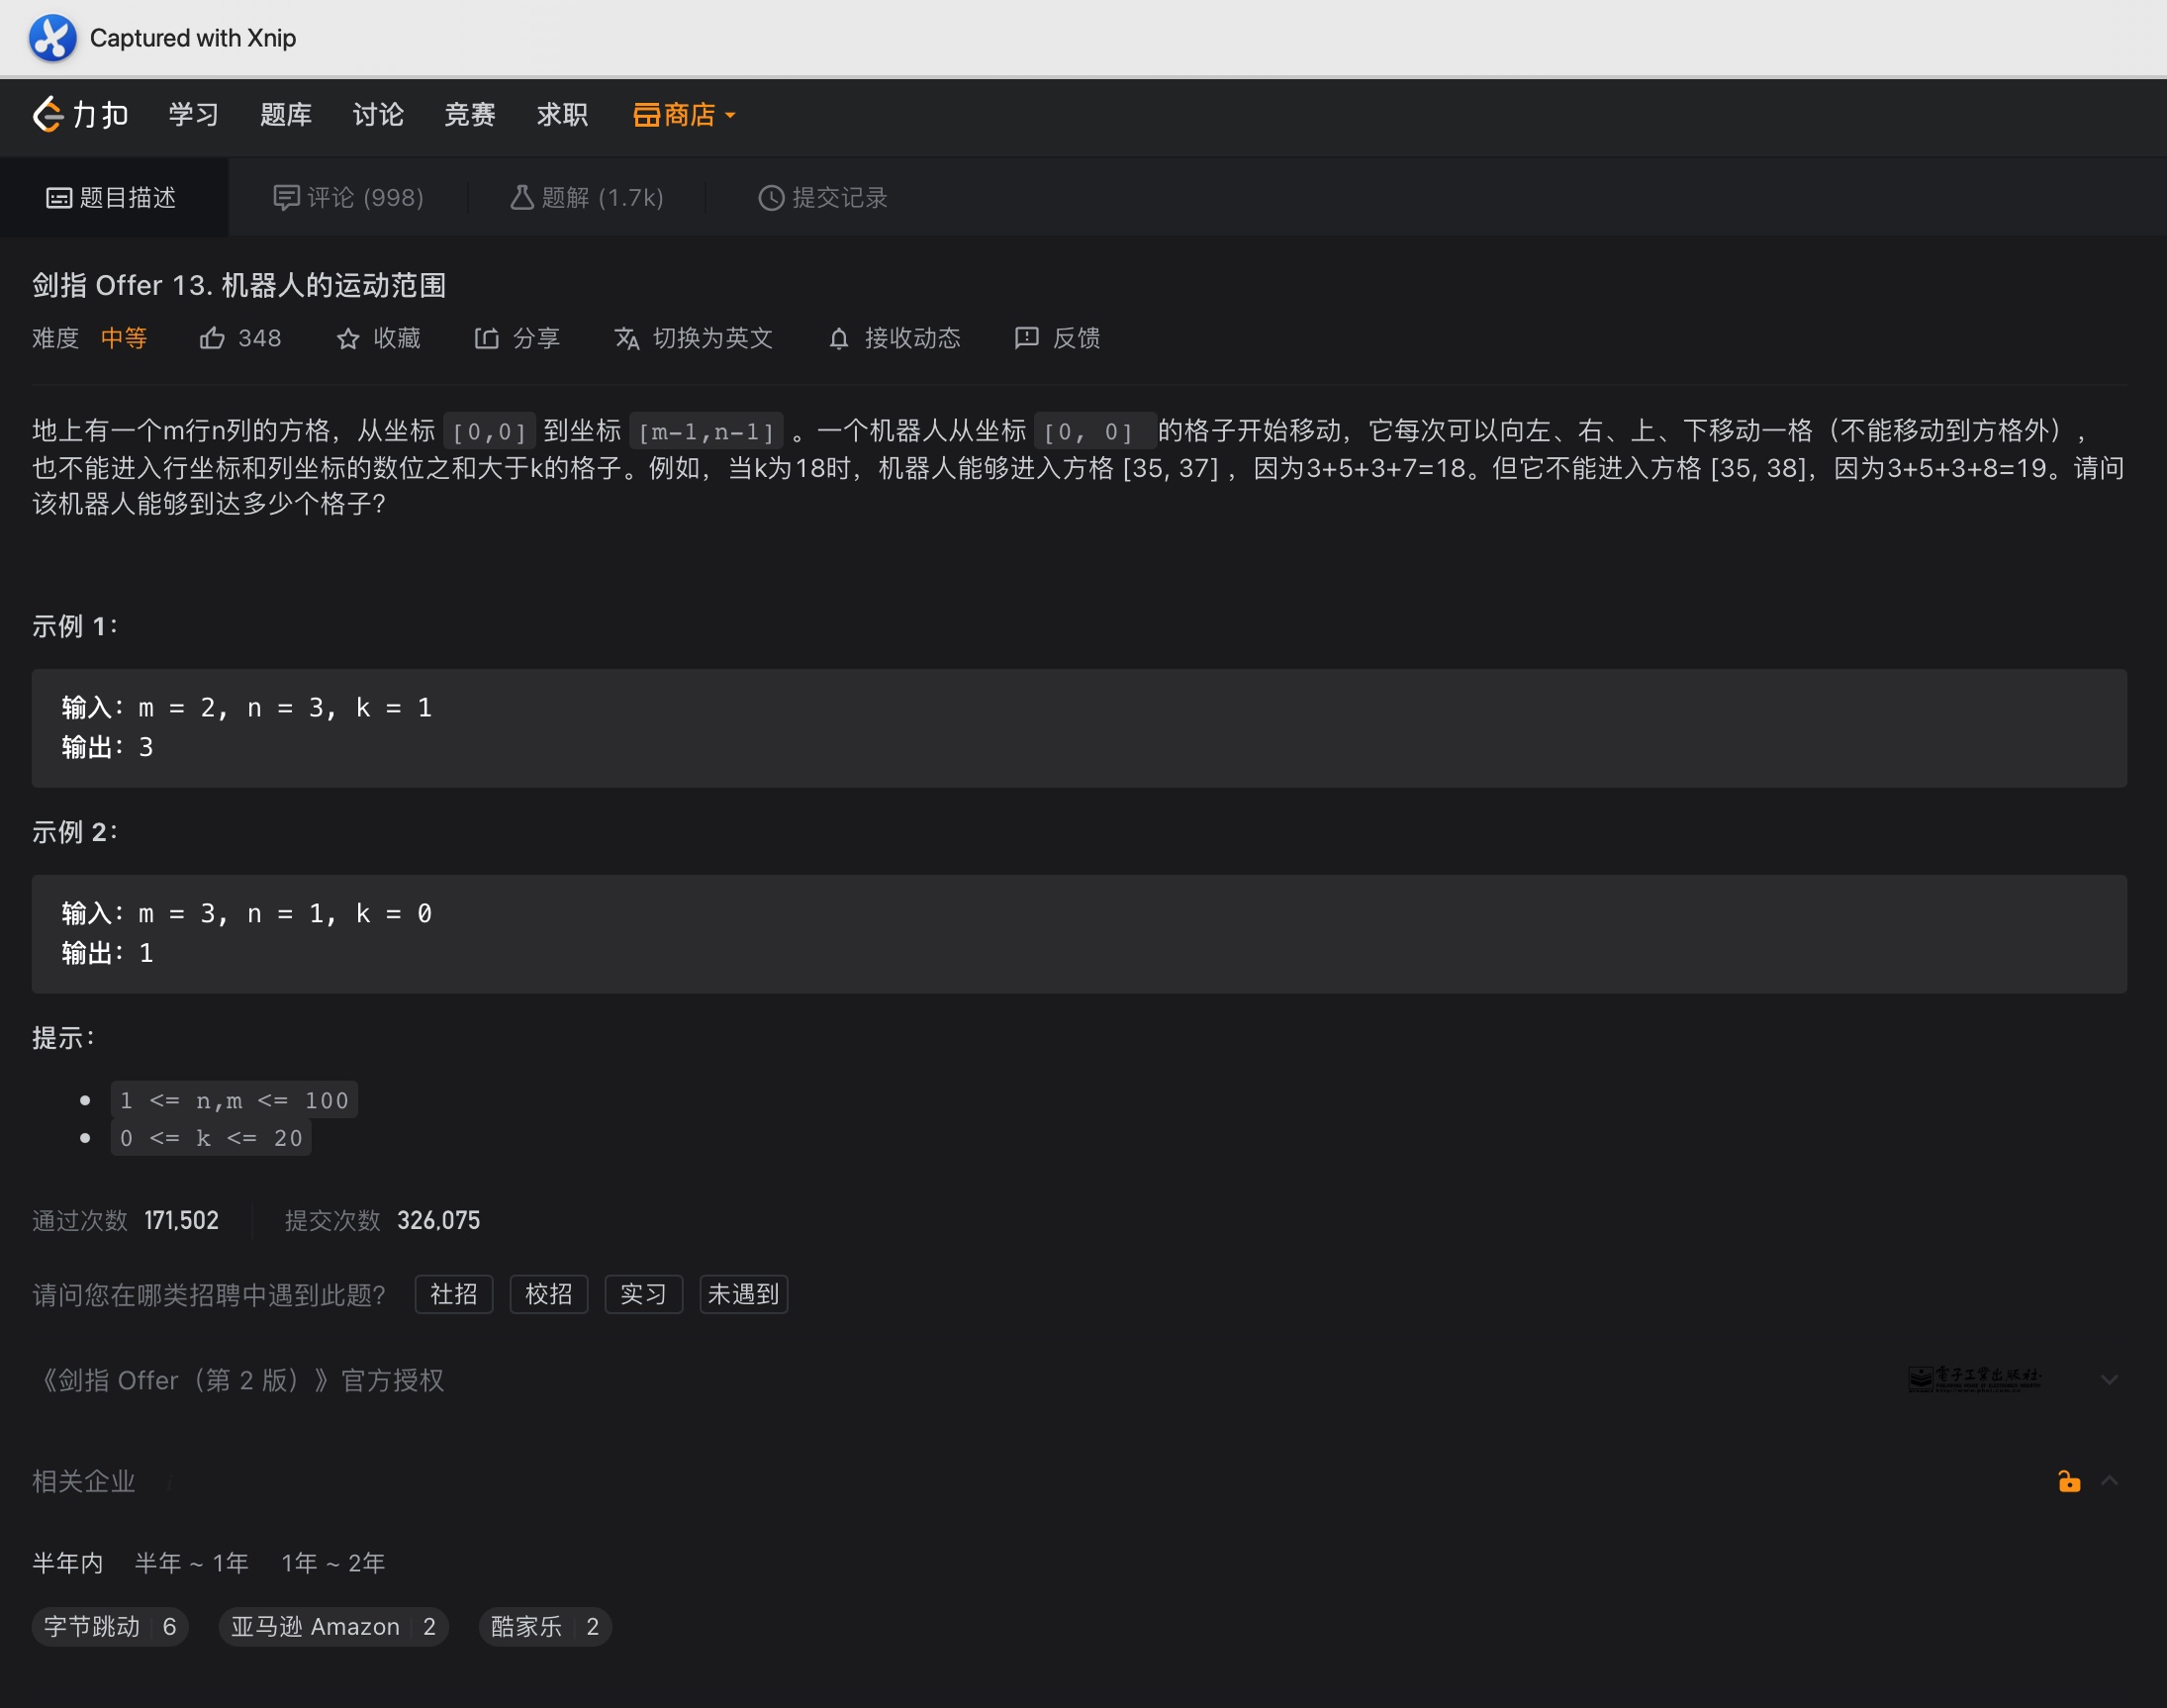 Captured with Xnip
力扣 学习 题库 讨论 竞赛 求职 商店
题目描述 评论 (998) 题解 (1.7k) 提交记录
剑指 Offer 13. 机器人的运动范围
难度 中等 348 收藏 分享 切换为英文 接收动态 反馈
地上有一个m行n列的方格，从坐标 [0,0] 到坐标 [m-1,n-1] 。一个机器人从坐标 [0, 0] 的格子开始移动，它每次可以向左、右、上、下移动一格（不能移动到方格外），
也不能进入行坐标和列坐标的数位之和大于k的格子。例如，当k为18时，机器人能够进入方格 [35, 37] ，因为3+5+3+7=18。但它不能进入方格 [35, 38]，因为3+5+3+8=19。请问
该机器人能够到达多少个格子？
示例 1：
输入：m = 2, n = 3, k = 1
输出：3
示例 2：
输入：m = 3, n = 1, k = 0
输出：1
提示：
1 <= n,m <= 100
0 <= k <= 20
通过次数 171,502 提交次数 326,075
请问您在哪类招聘中遇到此题？ 社招 校招 实习 未遇到
《剑指 Offer（第 2 版）》官方授权 电子工业出版社
相关企业
半年内 半年 ~ 1年 1年 ~ 2年
字节跳动 6 亚马逊 Amazon 2 酷家乐 2